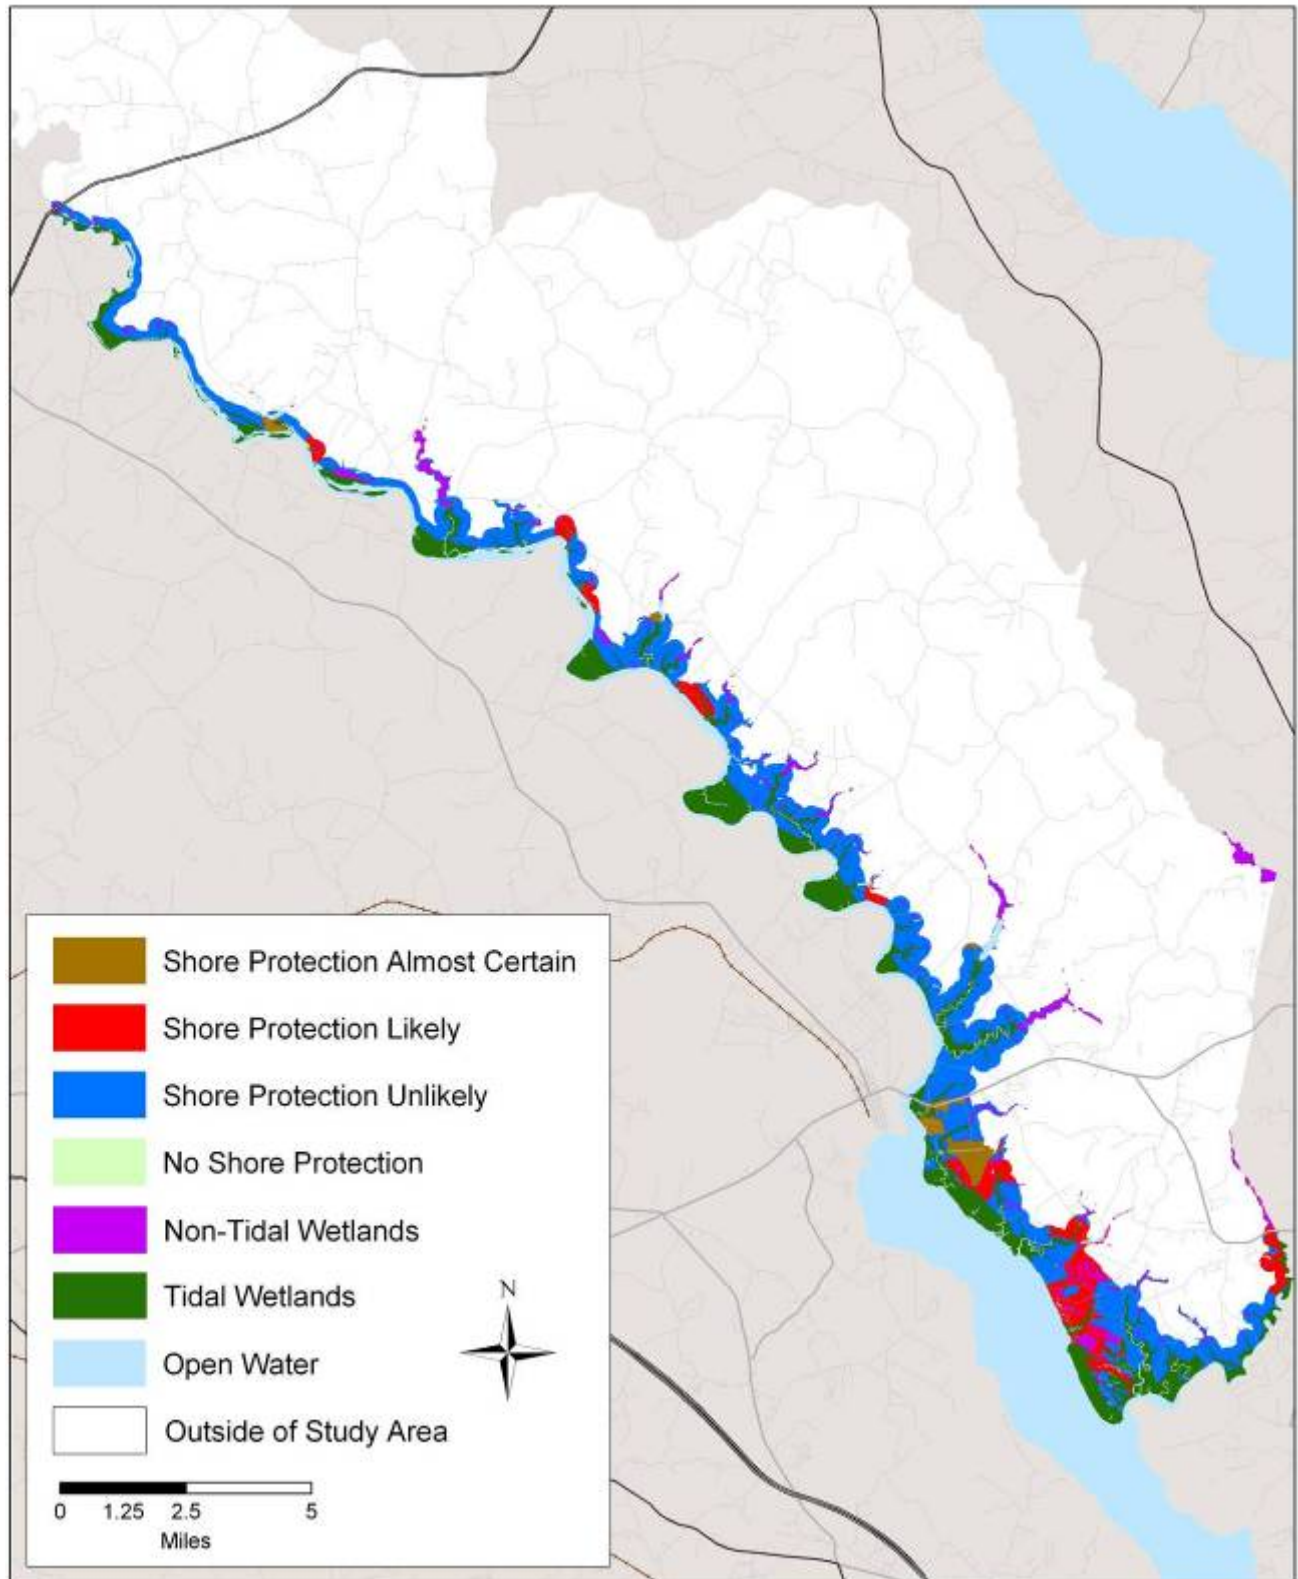 Shore Protection Almost Certain
Shore Protection Likely
Shore Protection Unlikely
No Shore Protection
Non-Tidal Wetlands
Tidal Wetlands
Open Water
Outside of Study Area
N
0 1.25 2.5 5
Miles